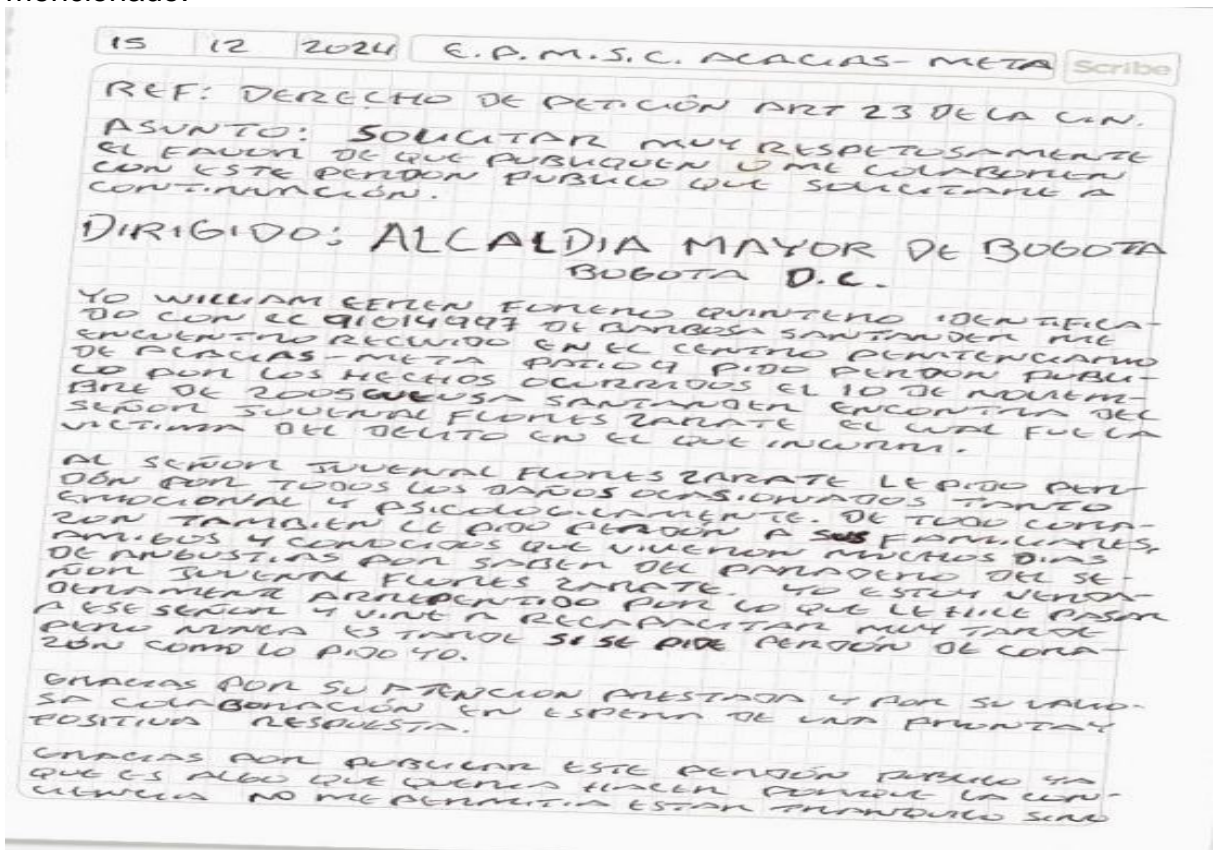 mencionado.
15 12 2024 E.P.M.S.C. ACACIAS-META Scribe
REF: DERECHO DE PETICIÓN ART 23 DE LA C.N.
ASUNTO: SOLICITAR MUY RESPETUOSAMENTE
EL FAVOR DE QUE PUBLIQUEN O ME COLABOREN
CON ESTE PERDON PUBLICO QUE SOLICITARE A
CONTINUACIÓN.
DIRIGIDO: ALCALDIA MAYOR DE BOGOTA
BOGOTA D.C.
YO WILLIAM FORERO QUINTERO IDENTIFICA-
DO CON CC 91014997 DE BARBOSA SANTANDER ME
ENCUENTRO RECLUIDO EN EL CENTRO PENITENCIARIO
DE ACACIAS-META PATIO 9 PIDO PERDON PUBLI-
CO POR LOS HECHOS OCURRIDOS EL 10 DE NOVIEM-
BRE DE 2005 SANTANDER ENCONTRA DEL
SEÑOR JUVENAL FLORES ZARATE EL CUAL FUE LA
VICTIMA DEL DELITO EN EL QUE INCURRI.
AL SEÑOR JUVENAL FLORES ZARATE LE PIDO PER-
DÓN POR TODOS LOS DAÑOS OCASIONADOS TANTO
EMOCIONAL Y PSICOLOGICAMENTE. DE TODO CORA-
ZON TAMBIEN LE PIDO PERDÓN A SUS FAMILIARES,
AMIGOS Y CONOCIDOS QUE VIVIERON MUCHOS DIAS
DE ANGUSTIAS POR SABER DEL PARADERO DEL SE-
ÑOR JUVENAL FLORES ZARATE. YO ESTOY VERDA-
DERAMENTE ARREPENTIDO POR LO QUE LE HICE PASAR
A ESE SEÑOR Y VINE A RECAPACITAR MUY TARDE
PERO NUNCA ES TARDE SI SE PIDE PERDÓN DE CORA-
ZÓN COMO LO PIDO YO.
GRACIAS POR SU ATENCION PRESTADA Y POR SU VALIO-
SA COLABORACIÓN EN ESPERA DE UNA PRONTA Y
POSITIVA RESPUESTA.
GRACIAS POR PUBLICAR ESTE PERDÓN PUBLICO YA
QUE ES ALGO QUE QUERIA HACER PORQUE LA CON-
CIENCIA NO ME PERMITIA ESTAR TRANQUILO SINO